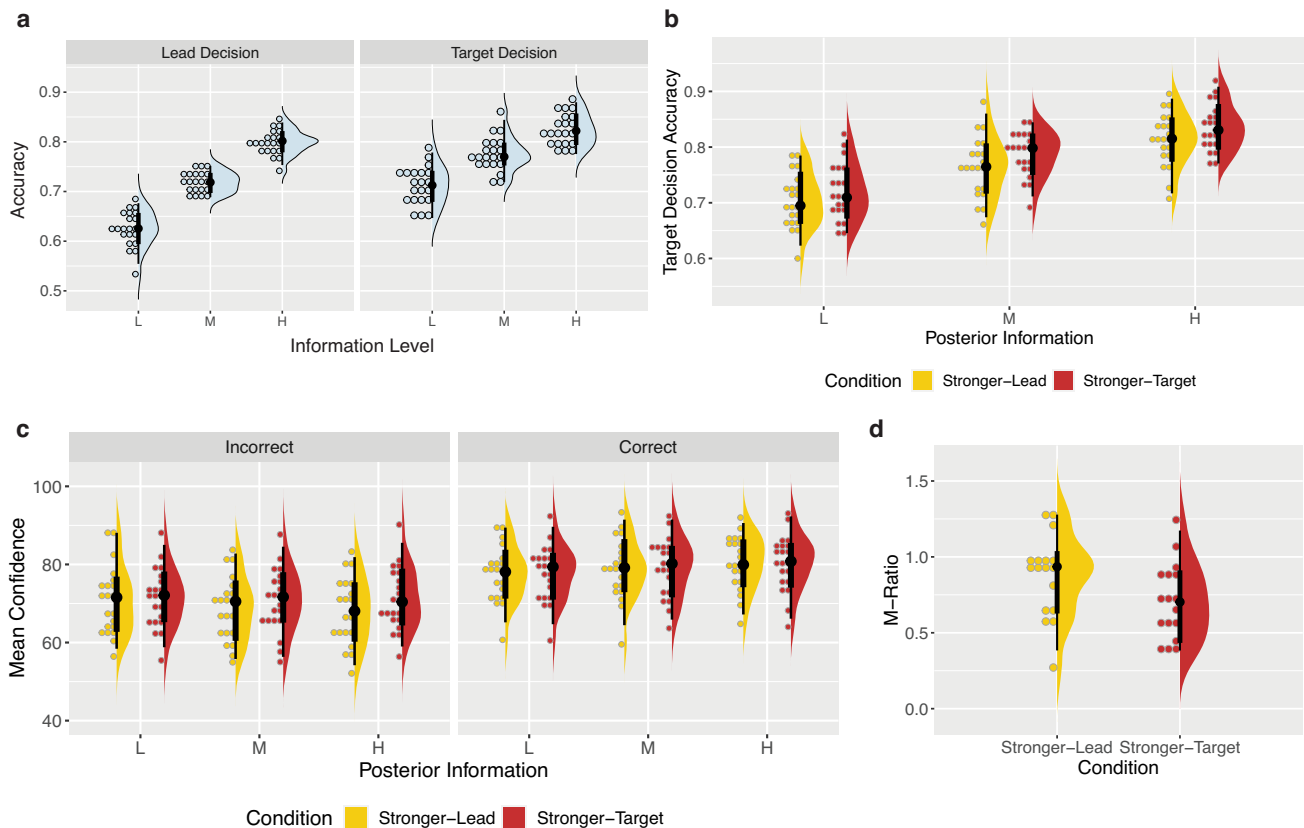 a
Lead Decision
Target Decision
Accuracy
0.9
0.8
0.7
0.6
0.5
L
M
H
L
M
H
Information Level
b
Target Decision Accuracy
0.9
0.8
0.7
0.6
L
M
H
Posterior Information
Condition
Stronger−Lead
Stronger−Target
c
Incorrect
Correct
Mean Confidence
100
80
60
40
L
M
H
L
M
H
Posterior Information
Condition
Stronger−Lead
Stronger−Target
d
M−Ratio
1.5
1.0
0.5
0.0
Stronger−Lead
Stronger−Target
Condition